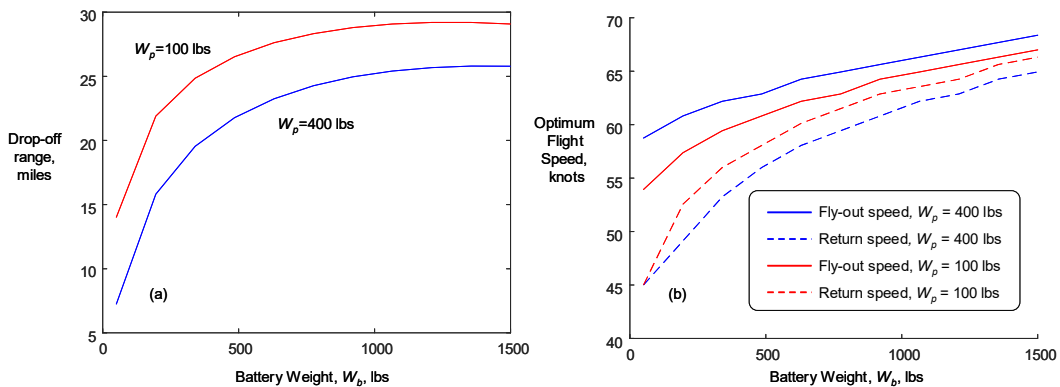 30
25
20
15
10
5
0
500
1000
1500
Drop-off
range,
miles
W_p=100 lbs
W_p=400 lbs
(a)
Battery Weight, W_b, lbs
70
65
60
55
50
45
40
0
500
1000
1500
Optimum
Flight
Speed,
knots
Fly-out speed, W_p = 400 lbs
Return speed, W_p = 400 lbs
Fly-out speed, W_p = 100 lbs
Return speed, W_p = 100 lbs
(b)
Battery Weight, W_b, lbs